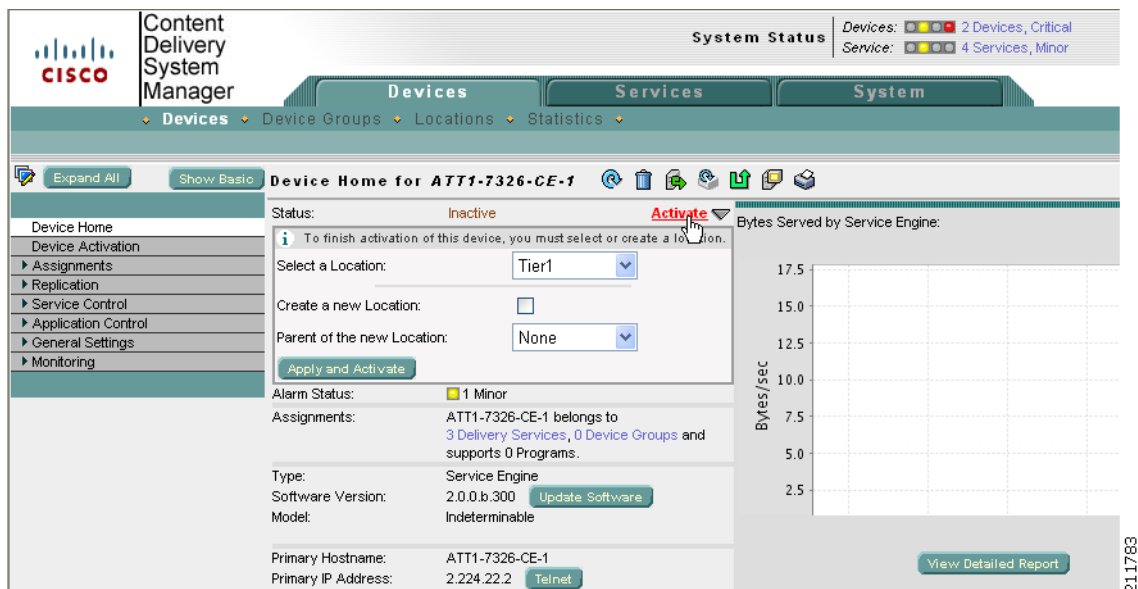 Content
Delivery
System
Manager
CISCO
System Status
Devices: 2 Devices, Critical
Service: 4 Services, Minor
Devices Services System
Devices Device Groups Locations Statistics
Expand All Show Basic
Device Home for ATT1-7326-CE-1
Device Home
Device Activation
Assignments
Replication
Service Control
Application Control
General Settings
Monitoring
Status: Inactive Activate
i To finish activation of this device, you must select or create a location.
Select a Location: Tier1
Create a new Location:
Parent of the new Location: None
Apply and Activate
Alarm Status: 1 Minor
Assignments: ATT1-7326-CE-1 belongs to
3 Delivery Services, 0 Device Groups and
supports 0 Programs.
Type: Service Engine
Software Version: 2.0.0.b.300 Update Software
Model: Indeterminable
Primary Hostname: ATT1-7326-CE-1
Primary IP Address: 2.224.22.2 Telnet
Bytes Served by Service Engine:
17.5
15.0
12.5
10.0
7.5
5.0
2.5
Bytes/sec
View Detailed Report
211783